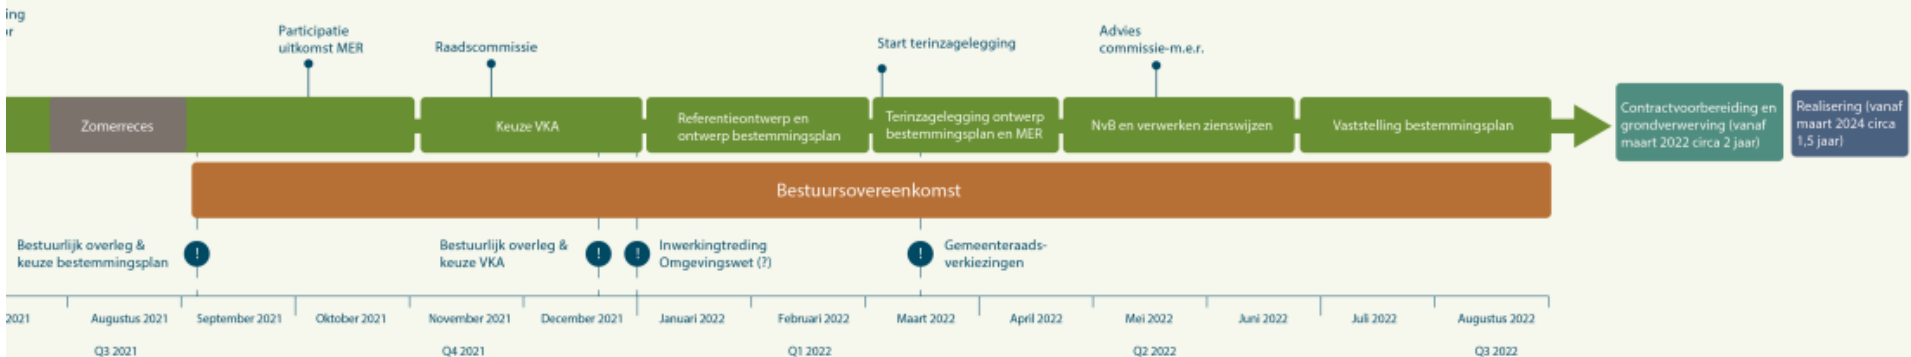 ing
or
Participatie
uitkomst MER
Raadscommissie
Start terinzagelegging
Advies
commissie-m.e.r.
Zomerreces
Keuze VKA
Referentieontwerp en
ontwerp bestemmingsplan
Terinzagelegging ontwerp
bestemmingsplan en MER
NvB en verwerken zienswijzen
Vaststelling bestemmingsplan
Contractvoorbereiding en
grondverwerving (vanaf
maart 2022 circa 2 jaar)
Realisering (vanaf
maart 2024 circa
1,5 jaar)
Bestuursovereenkomst
Bestuurlijk overleg &
keuze bestemmingsplan
!
Bestuurlijk overleg &
keuze VKA
!
!
Inwerkingtreding
Omgevingswet (?)
!
Gemeenteraads-
verkiezingen
2021
Augustus 2021
September 2021
Oktober 2021
November 2021
December 2021
Januari 2022
Februari 2022
Maart 2022
April 2022
Mei 2022
Juni 2022
Juli 2022
Augustus 2022
Q3 2021
Q4 2021
Q1 2022
Q2 2022
Q3 2022